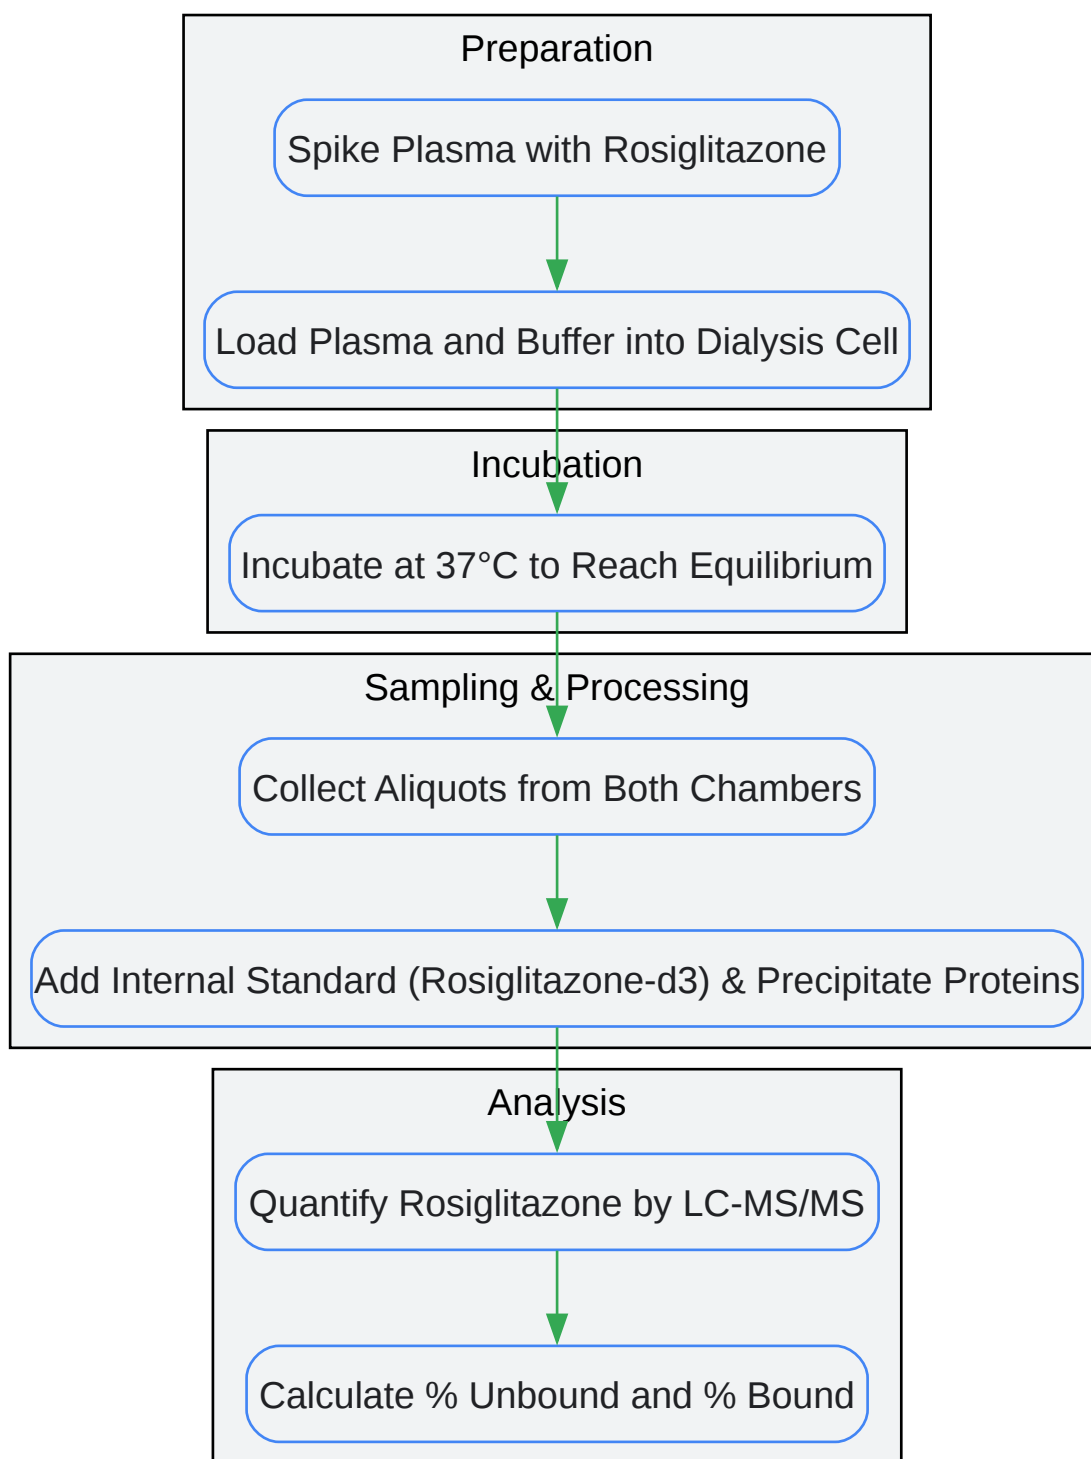 Preparation
Spike Plasma with Rosiglitazone
Load Plasma and Buffer into Dialysis Cell
Incubation
Incubate at 37°C to Reach Equilibrium
Sampling & Processing
Collect Aliquots from Both Chambers
Add Internal Standard (Rosiglitazone-d3) & Precipitate Proteins
Analysis
Quantify Rosiglitazone by LC-MS/MS
Calculate % Unbound and % Bound